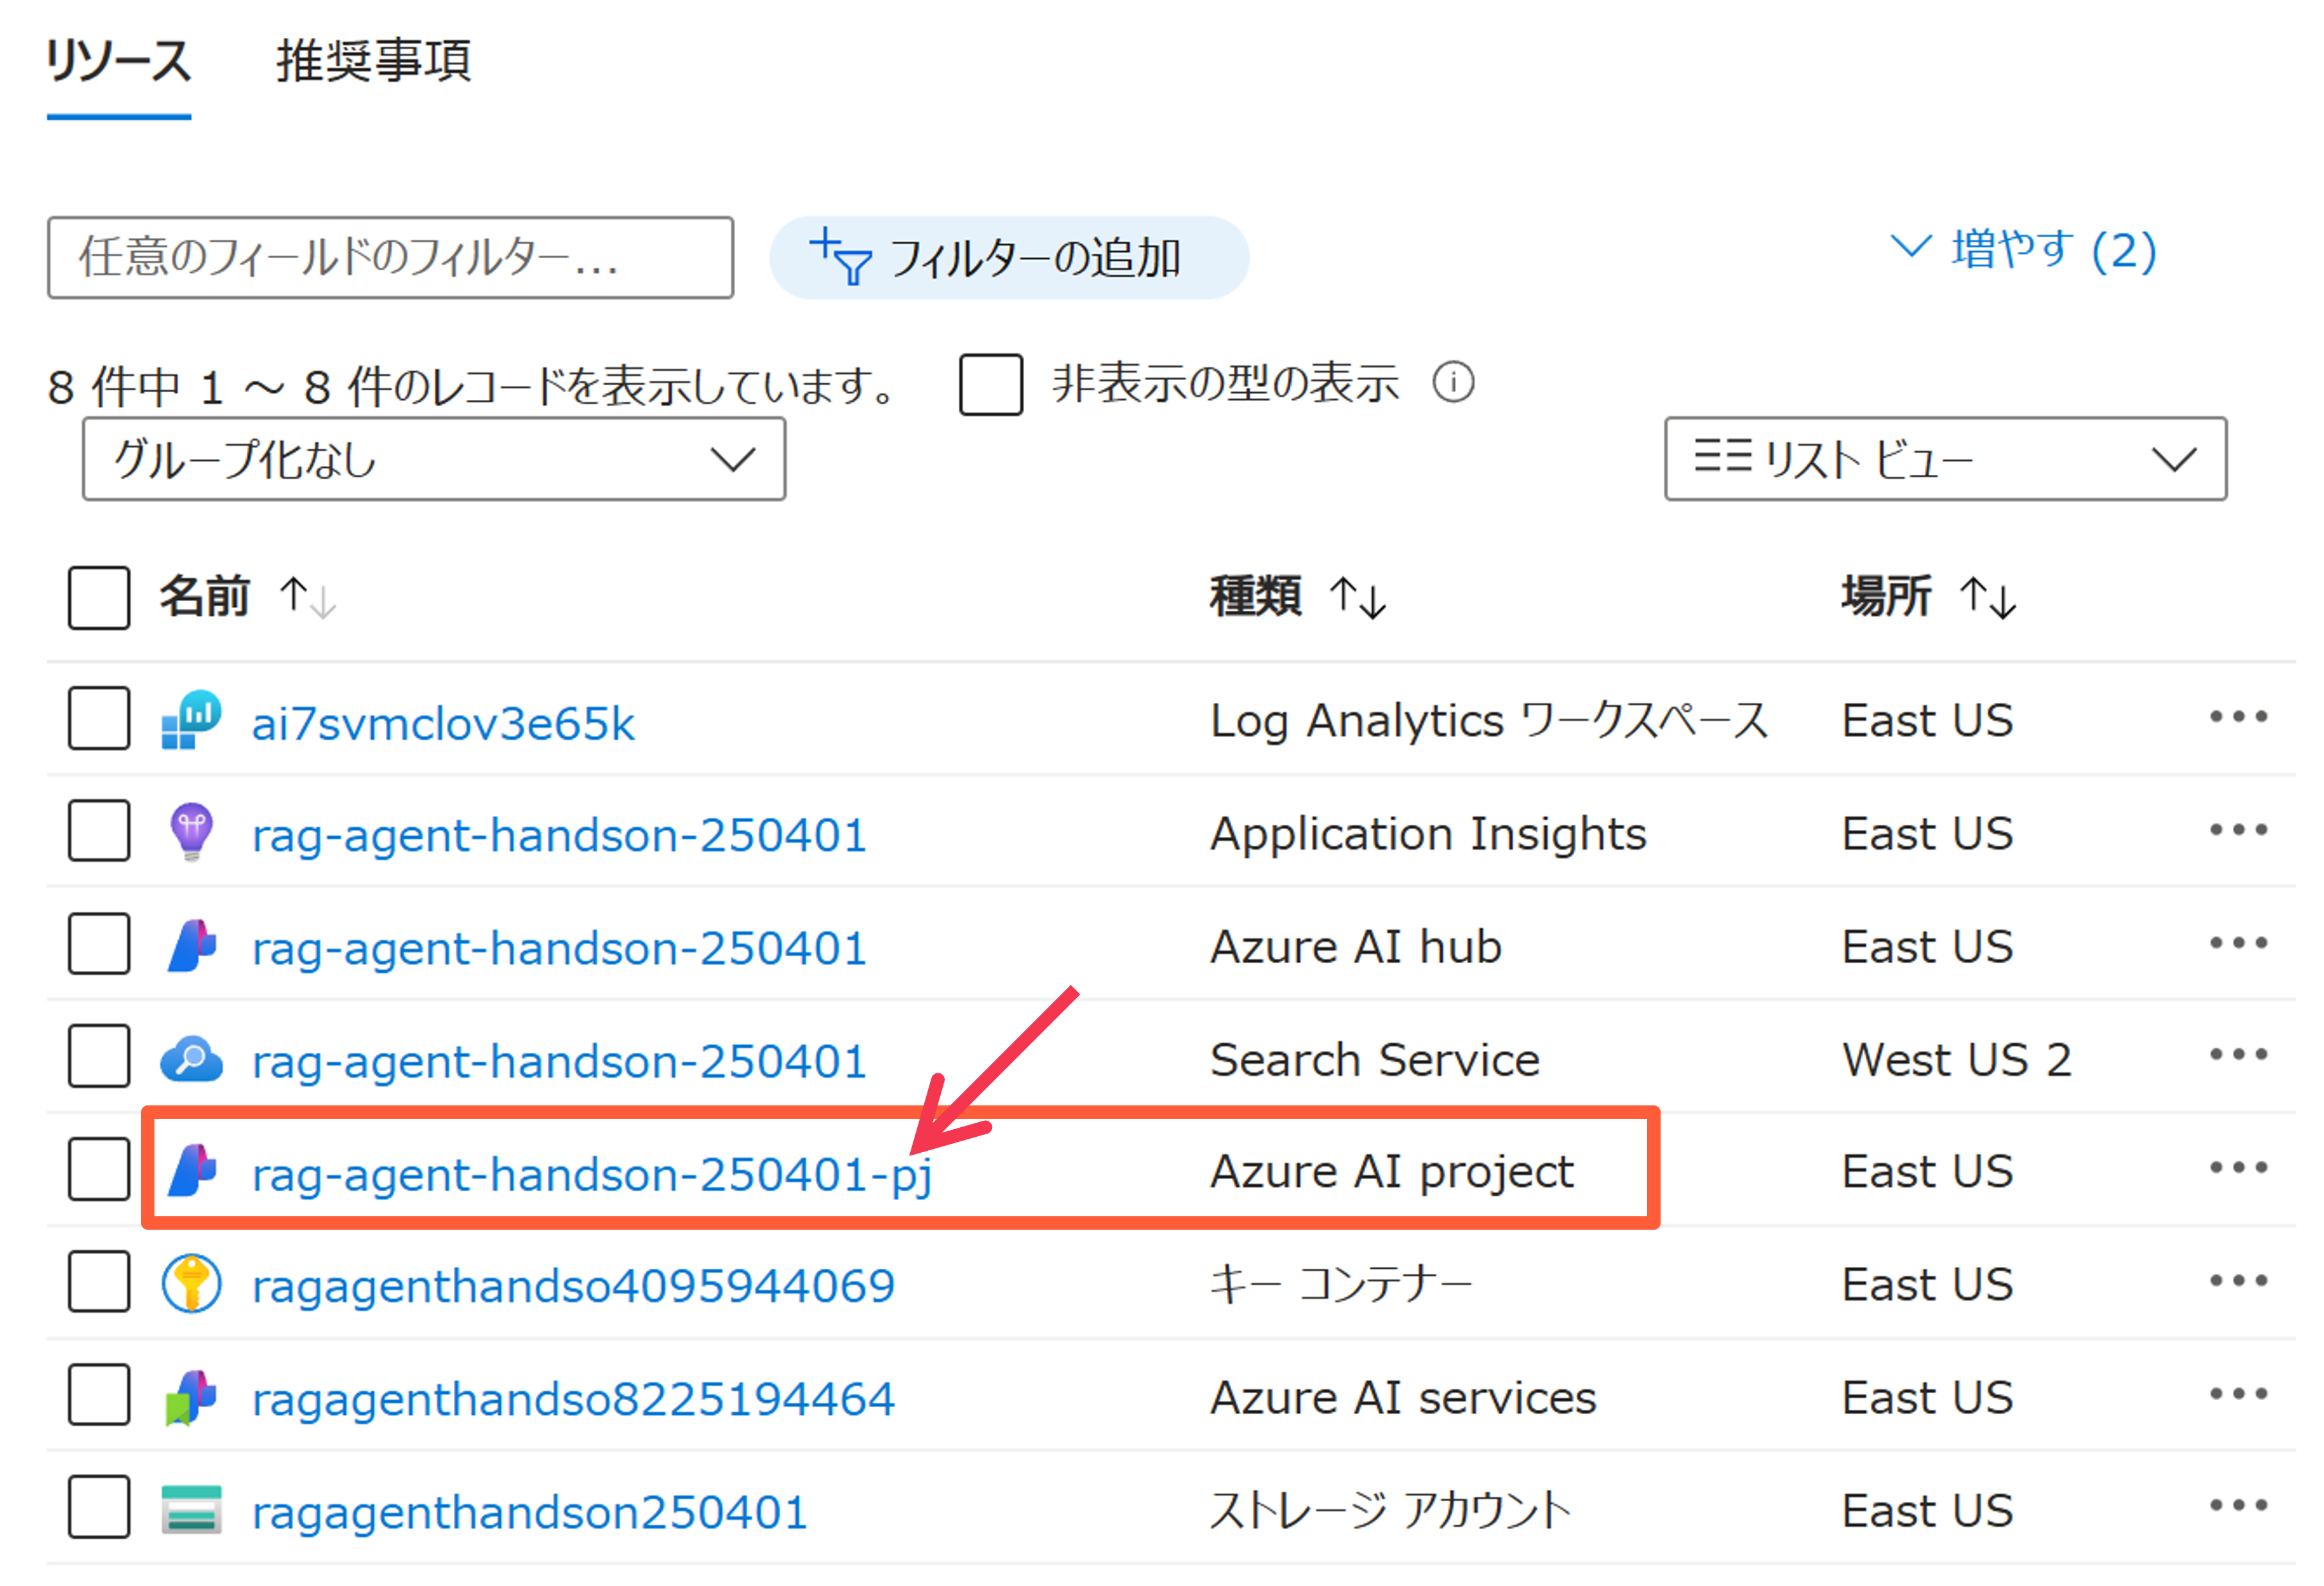 リソース 推奨事項
任意のフィールドのフィルター... フィルターの追加 増やす (2)
8 件中 1 ～ 8 件のレコードを表示しています。 非表示の型の表示
グループ化なし リスト ビュー
名前 ↑↓ 種類 ↑↓ 場所 ↑↓
ai7svmclov3e65k Log Analytics ワークスペース East US
rag-agent-handson-250401 Application Insights East US
rag-agent-handson-250401 Azure AI hub East US
rag-agent-handson-250401 Search Service West US 2
rag-agent-handson-250401-pj Azure AI project East US
ragagenthandso4095944069 キー コンテナー East US
ragagenthandso8225194464 Azure AI services East US
ragagenthandson250401 ストレージ アカウント East US